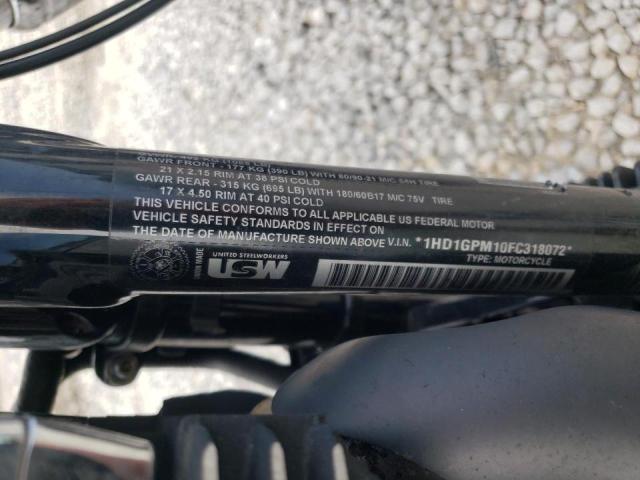 GAWR FRONT - 177 KG (390 LB) WITH 80/90-21 M/C 54H TIRE
21 X 2.15 RIM AT 38 PSI COLD
GAWR REAR - 315 KG (695 LB) WITH 180/60B17 M/C 75V TIRE
17 X 4.50 RIM AT 40 PSI COLD
THIS VEHICLE CONFORMS TO ALL APPLICABLE US FEDERAL MOTOR
VEHICLE SAFETY STANDARDS IN EFFECT ON
THE DATE OF MANUFACTURE SHOWN ABOVE V.I.N. *1HD1GPM10FC318072*
TYPE: MOTORCYCLE
UNION MADE
UNITED STEELWORKERS
USW